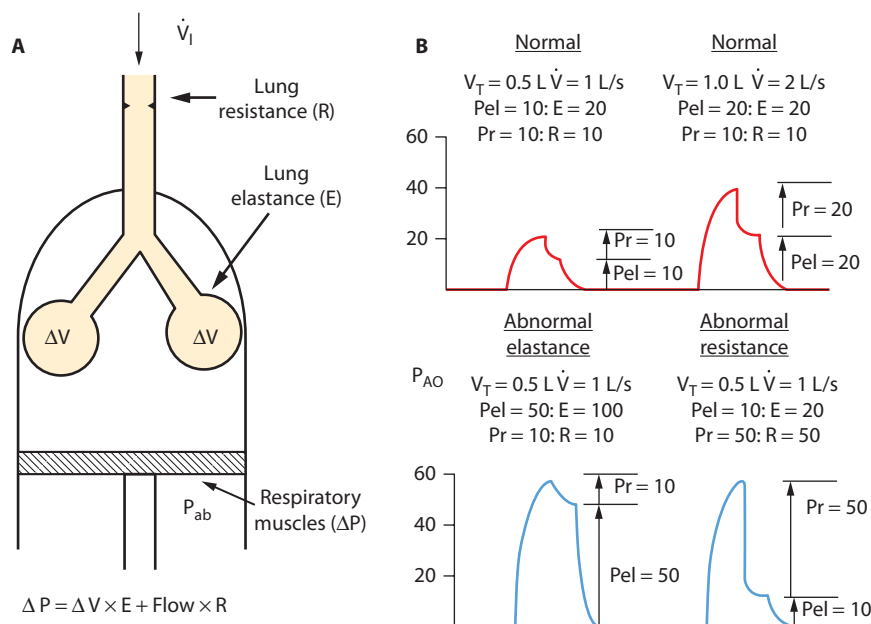 A
V̇I
Lung
resistance (R)
Lung
elastance (E)
ΔV
ΔV
Pab
Respiratory
muscles (ΔP)
Δ P = Δ V × E + Flow × R
B
Normal
VT = 0.5 L V̇ = 1 L/s
Pel = 10: E = 20
Pr = 10: R = 10
Normal
VT = 1.0 L V̇ = 2 L/s
Pel = 20: E = 20
Pr = 10: R = 10
60
40
20
Pr = 10
Pel = 10
Pr = 20
Pel = 20
PAO
Abnormal
elastance
VT = 0.5 L V̇ = 1 L/s
Pel = 50: E = 100
Pr = 10: R = 10
Abnormal
resistance
VT = 0.5 L V̇ = 1 L/s
Pel = 10: E = 20
Pr = 50: R = 50
60
40
20
Pr = 10
Pel = 50
Pr = 50
Pel = 10